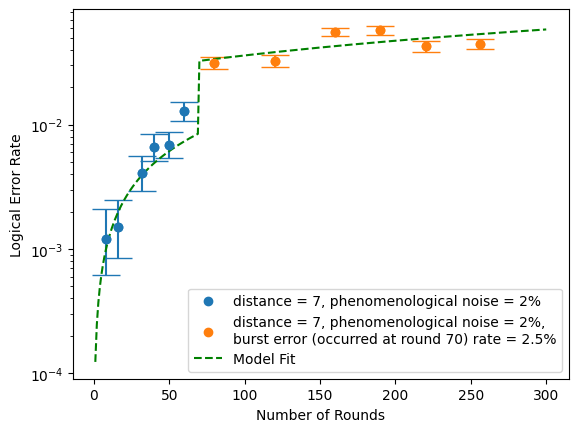 Logical Error Rate
10⁻²
10⁻³
10⁻⁴
0
50
100
150
200
250
300
Number of Rounds
distance = 7, phenomenological noise = 2%
distance = 7, phenomenological noise = 2%,
burst error (occurred at round 70) rate = 2.5%
Model Fit